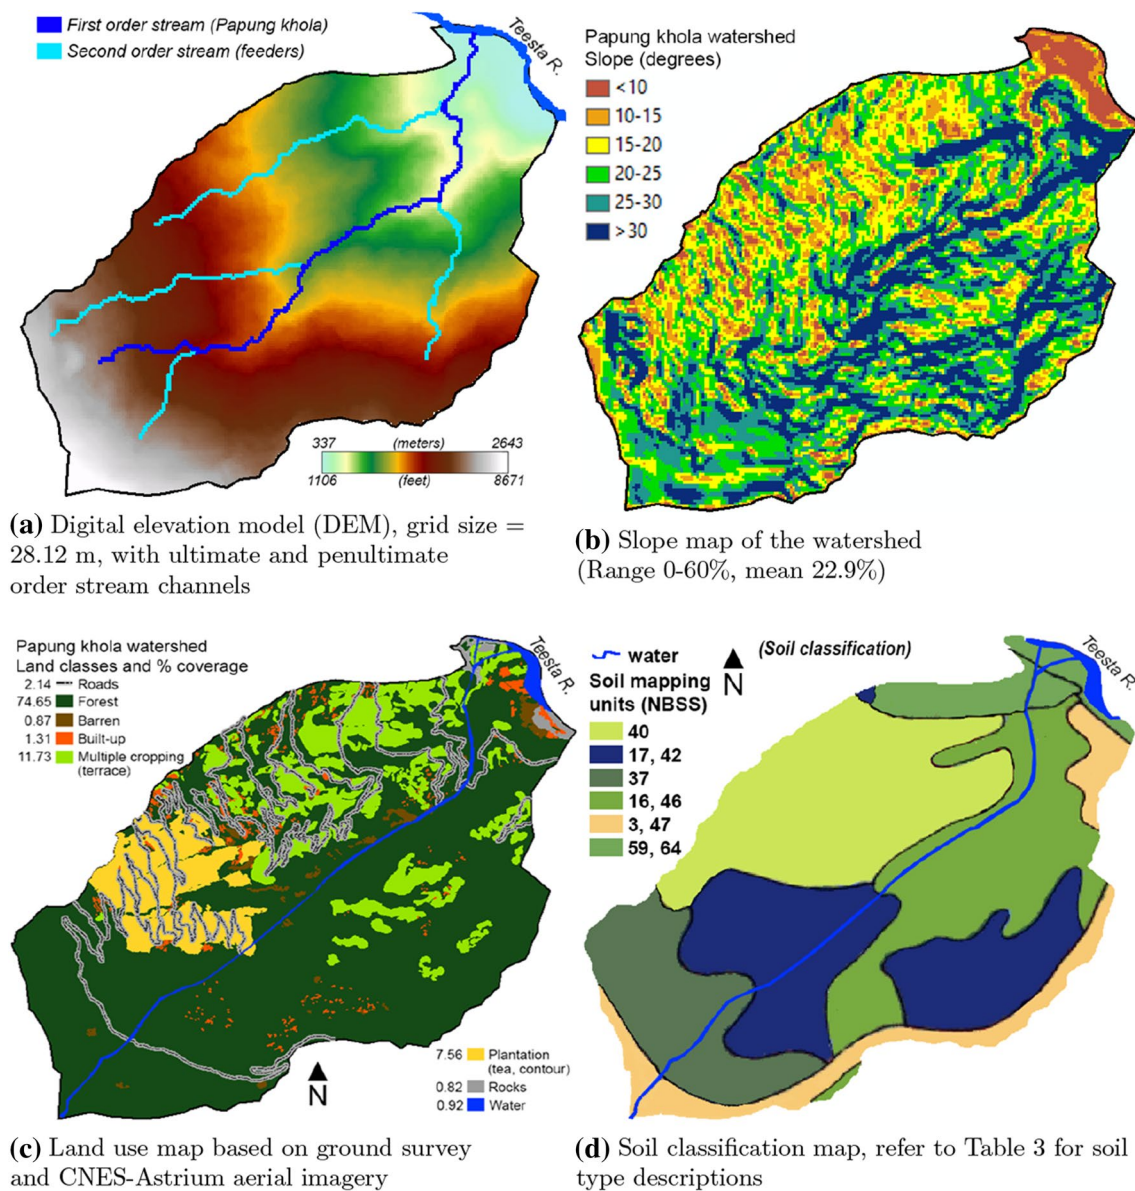 First order stream (Papung khola)
Second order stream (feeders)
Teesta R.
337 (meters) 2643
1106 (feet) 8671
(a) Digital elevation model (DEM), grid size =
28.12 m, with ultimate and penultimate
order stream channels
Papung khola watershed
Slope (degrees)
<10
10-15
15-20
20-25
25-30
>30
(b) Slope map of the watershed
(Range 0-60%, mean 22.9%)
Papung khola watershed
Land classes and % coverage
2.14 Roads
74.65 Forest
0.87 Barren
1.31 Built-up
11.73 Multiple cropping
(terrace)
Teesta R.
7.56 Plantation
(tea, contour)
0.82 Rocks
0.92 Water
N
(c) Land use map based on ground survey
and CNES-Astrium aerial imagery
water
N
(Soil classification)
Teesta R.
Soil mapping
units (NBSS)
40
17, 42
37
16, 46
3, 47
59, 64
(d) Soil classification map, refer to Table 3 for soil
type descriptions